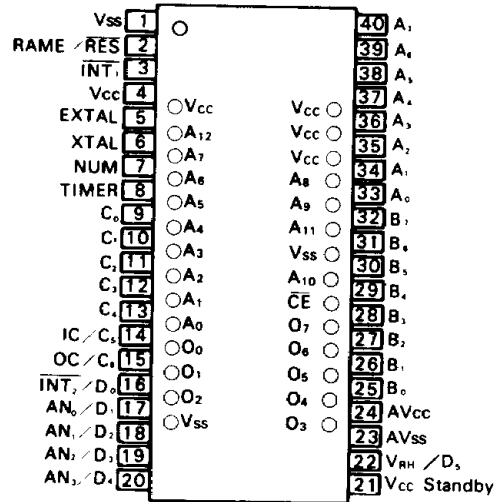 Vss 1
RAME / R̅E̅S̅ 2
I̅N̅T̅₁ 3
Vcc 4
EXTAL 5
XTAL 6
NUM 7
TIMER 8
C₀ 9
C₁ 10
C₂ 11
C₃ 12
C₄ 13
IC / C₅ 14
OC / C₆ 15
I̅N̅T̅₂ / D₀ 16
AN₀ / D₁ 17
AN₁ / D₂ 18
AN₂ / D₃ 19
AN₃ / D₄ 20
Vcc
A₁₂
A₇
A₆
A₅
A₄
A₃
A₂
A₁
A₀
O₀
O₁
O₂
Vss
Vcc
Vcc
Vcc
A₈
A₉
A₁₁
Vss
A₁₀
C̅E̅
O₇
O₆
O₅
O₄
O₃
40 A₇
39 A₆
38 A₅
37 A₄
36 A₃
35 A₂
34 A₁
33 A₀
32 B₇
31 B₆
30 B₅
29 B₄
28 B₃
27 B₂
26 B₁
25 B₀
24 AVcc
23 AVss
22 VRH / D₅
21 Vcc Standby